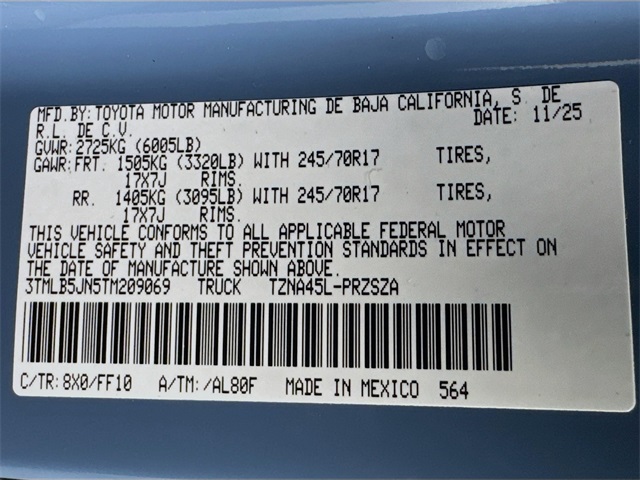 MFD.BY:TOYOTA MOTOR MANUFACTURING DE BAJA CALIFORNIA, S. DE
R.L. DE C.V. DATE: 11/25
GVWR:2725KG (6005LB)
GAWR:FRT. 1505KG (3320LB) WITH 245/70R17 TIRES,
17X7J RIMS.
RR. 1405KG (3095LB) WITH 245/70R17 TIRES,
17X7J RIMS.
THIS VEHICLE CONFORMS TO ALL APPLICABLE FEDERAL MOTOR
VEHICLE SAFETY AND THEFT PREVENTION STANDARDS IN EFFECT ON
THE DATE OF MANUFACTURE SHOWN ABOVE.
3TMLB5JN5TM209069 TRUCK TZNA45L-PRZSZA
C/TR:8X0/FF10 A/TM:/AL80F MADE IN MEXICO 564